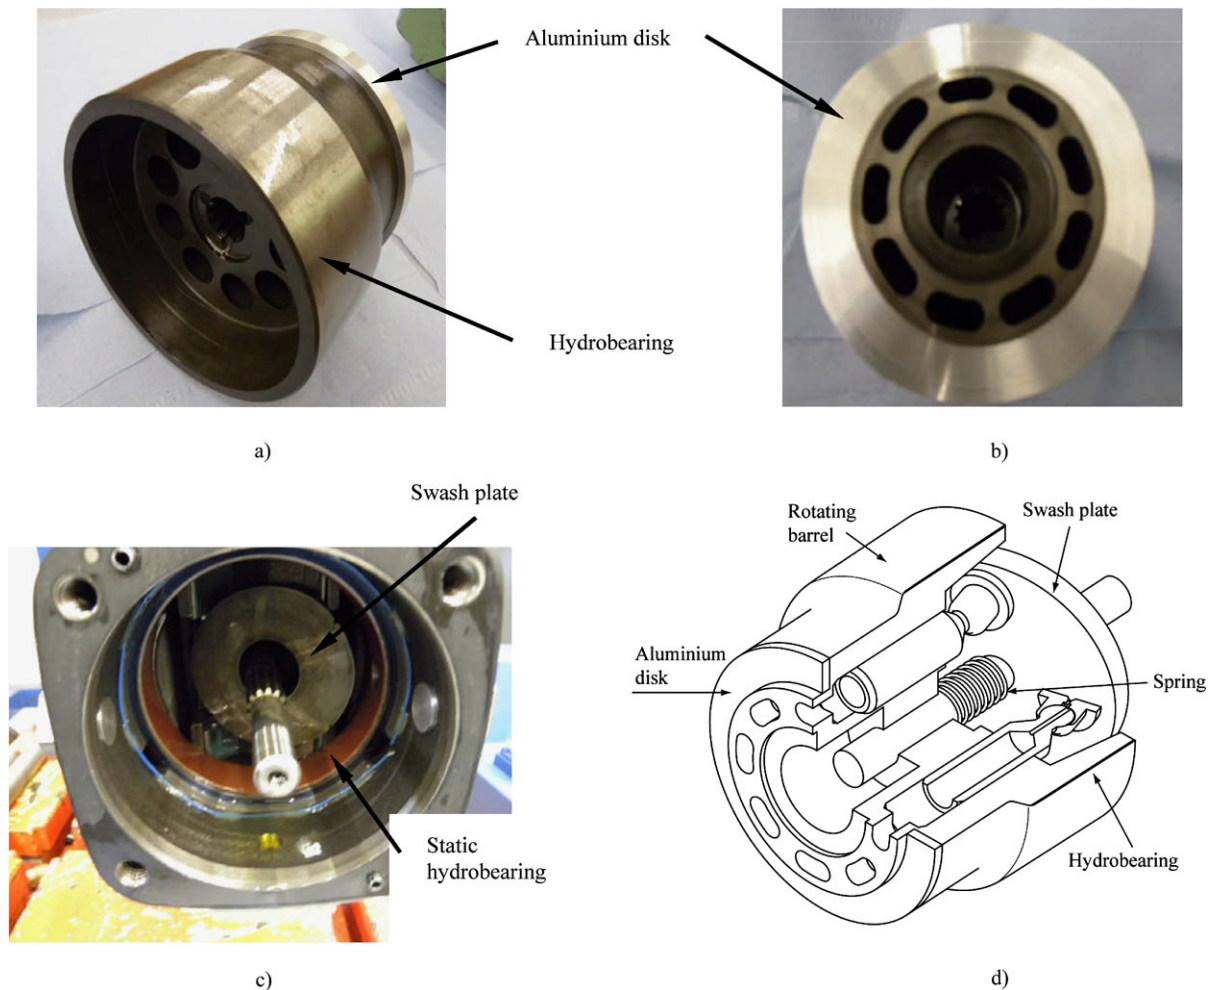 Aluminium disk
Hydrobearing
a)
b)
Swash plate
Static
hydrobearing
c)
Rotating
barrel
Swash plate
Aluminium
disk
Spring
Hydrobearing
d)